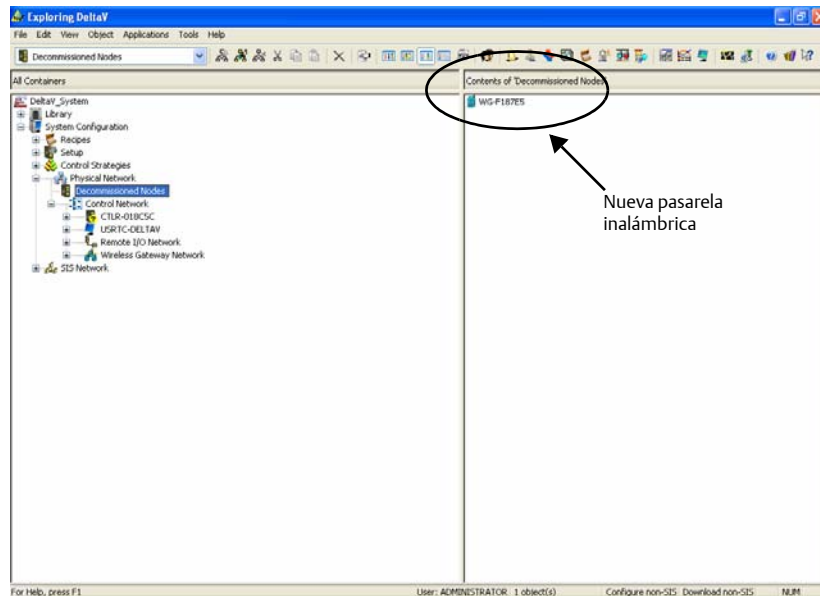 Exploring DeltaV
File Edit View Object Applications Tools Help
Decommissioned Nodes
All Containers
Contents of 'Decommissioned Nodes'
DeltaV_System
Library
System Configuration
Recipes
Setup
Control Strategies
Physical Network
Decommissioned Nodes
Control Network
CTLR-018C5C
USRTC-DELTAV
Remote I/O Network
Wireless Gateway Network
SIS Network
WG-F187E5
Nueva pasarela
inalámbrica
For Help, press F1
User: ADMINISTRATOR 1 object(s) Configure non-SIS Download non-SIS NUM